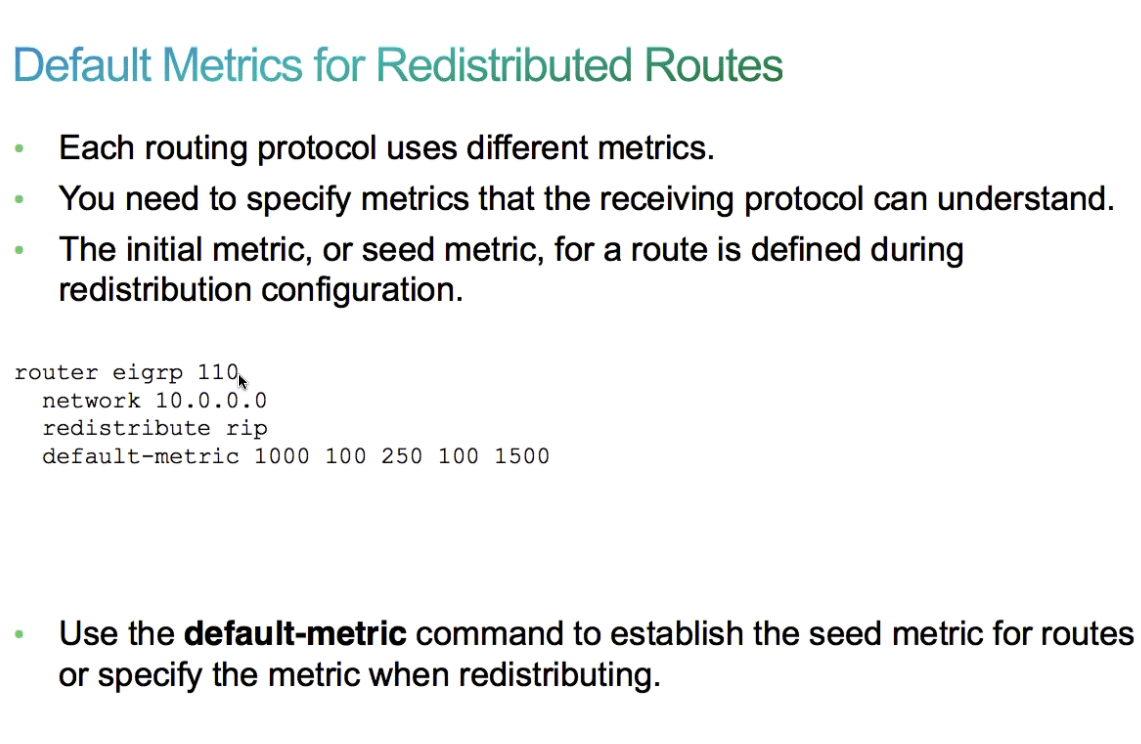 Default Metrics for Redistributed Routes
• Each routing protocol uses different metrics.
• You need to specify metrics that the receiving protocol can understand.
• The initial metric, or seed metric, for a route is defined during
redistribution configuration.
router eigrp 110
network 10.0.0.0
redistribute rip
default-metric 1000 100 250 100 1500
• Use the default-metric command to establish the seed metric for routes
or specify the metric when redistributing.